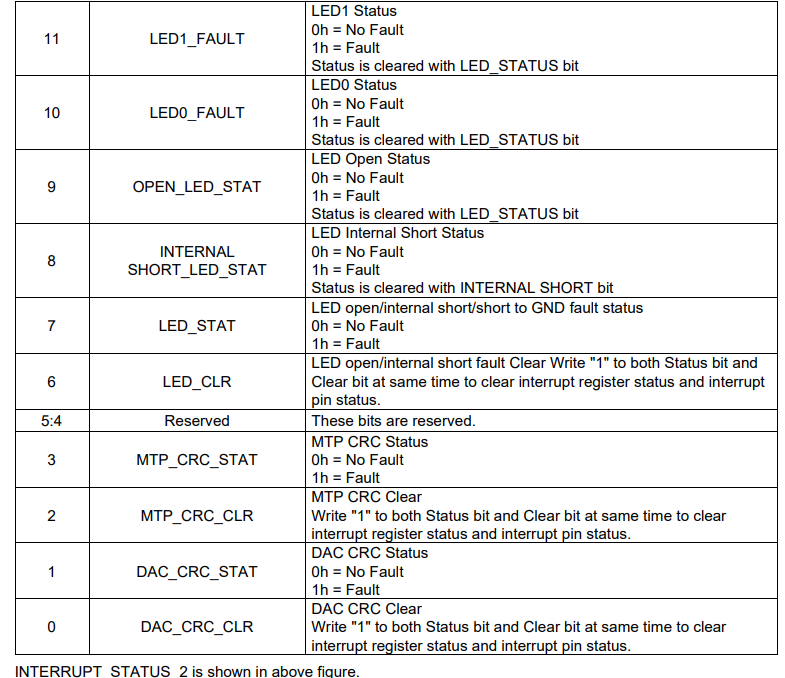 LED1 Status
11 LED1_FAULT 0h = No Fault
1h = Fault
Status is cleared with LED_STATUS bit
LED0 Status
10 LED0_FAULT 0h = No Fault
1h = Fault
Status is cleared with LED_STATUS bit
LED Open Status
9 OPEN_LED_STAT 0h = No Fault
1h = Fault
Status is cleared with LED_STATUS bit
LED Internal Short Status
8 INTERNAL SHORT_LED_STAT 0h = No Fault
1h = Fault
Status is cleared with INTERNAL SHORT bit
LED open/internal short/short to GND fault status
7 LED_STAT 0h = No Fault
1h = Fault
LED open/internal short fault Clear Write "1" to both Status bit and
6 LED_CLR Clear bit at same time to clear interrupt register status and interrupt
pin status.
5:4 Reserved These bits are reserved.
MTP CRC Status
3 MTP_CRC_STAT 0h = No Fault
1h = Fault
MTP CRC Clear
2 MTP_CRC_CLR Write "1" to both Status bit and Clear bit at same time to clear
interrupt register status and interrupt pin status.
DAC CRC Status
1 DAC_CRC_STAT 0h = No Fault
1h = Fault
DAC CRC Clear
0 DAC_CRC_CLR Write "1" to both Status bit and Clear bit at same time to clear
interrupt register status and interrupt pin status.
INTERRUPT_STATUS_2 is shown in above figure.